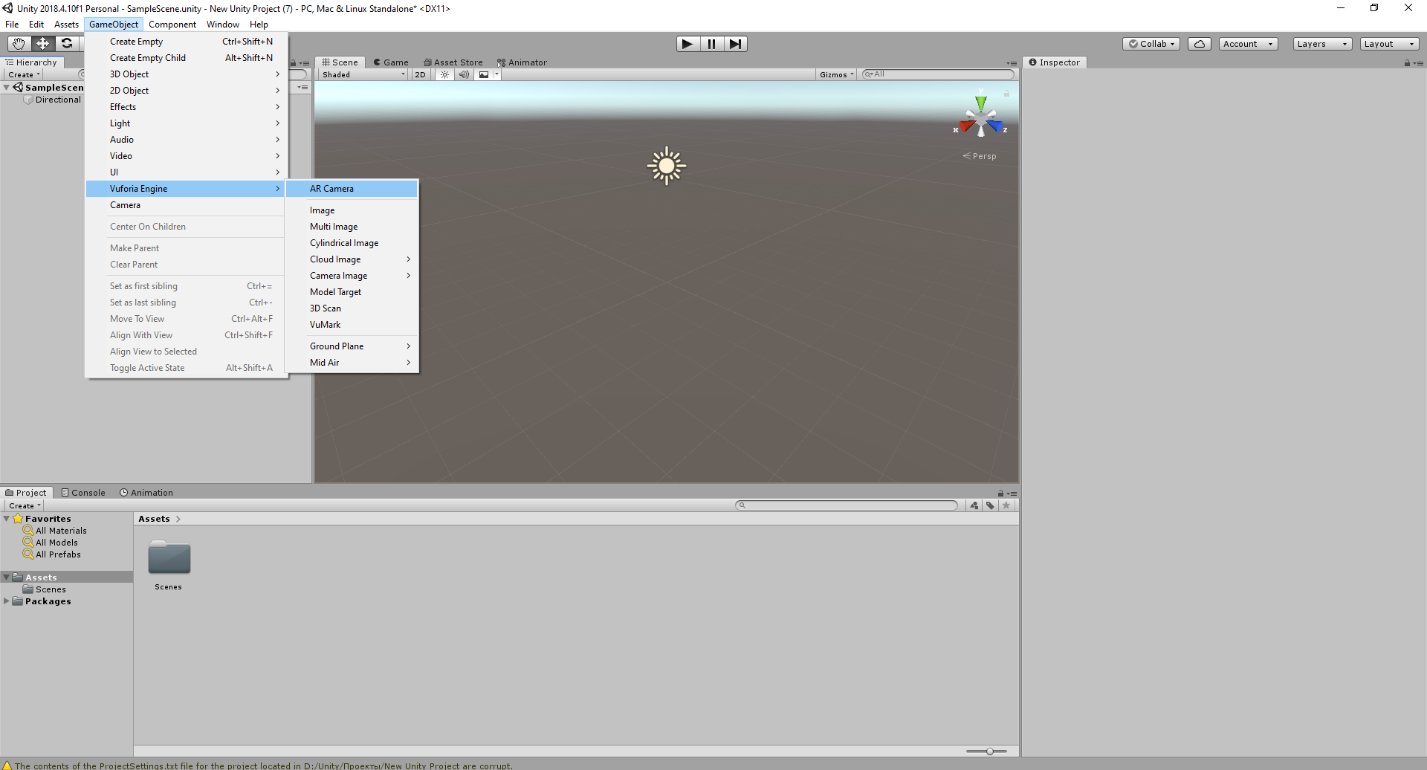 Unity 2018.4.10f1 Personal - SampleScene.unity - New Unity Project (7) - PC, Mac & Linux Standalone* <DX11>
File Edit Assets GameObject Component Window Help
Collab Account Layers Layout
Hierarchy
Create
SampleScen
Directional
Create Empty Ctrl+Shift+N
Create Empty Child Alt+Shift+N
3D Object
2D Object
Effects
Light
Audio
Video
UI
Vuforia Engine
Camera
Center On Children
Make Parent
Clear Parent
Set as first sibling Ctrl+=
Set as last sibling Ctrl+-
Move To View Ctrl+Alt+F
Align With View Ctrl+Shift+F
Align View to Selected
Toggle Active State Alt+Shift+A
AR Camera
Image
Multi Image
Cylindrical Image
Cloud Image
Camera Image
Model Target
3D Scan
VuMark
Ground Plane
Mid Air
Scene Game Asset Store Animator
Shaded 2D Gizmos All
x z
Persp
Inspector
Project Console Animation
Create
Favorites
All Materials
All Models
All Prefabs
Assets
Scenes
Packages
Assets
Scenes
The contents of the ProjectSettings.txt file for the project located in D:/Unity/Проекты/New Unity Project are corrupt.